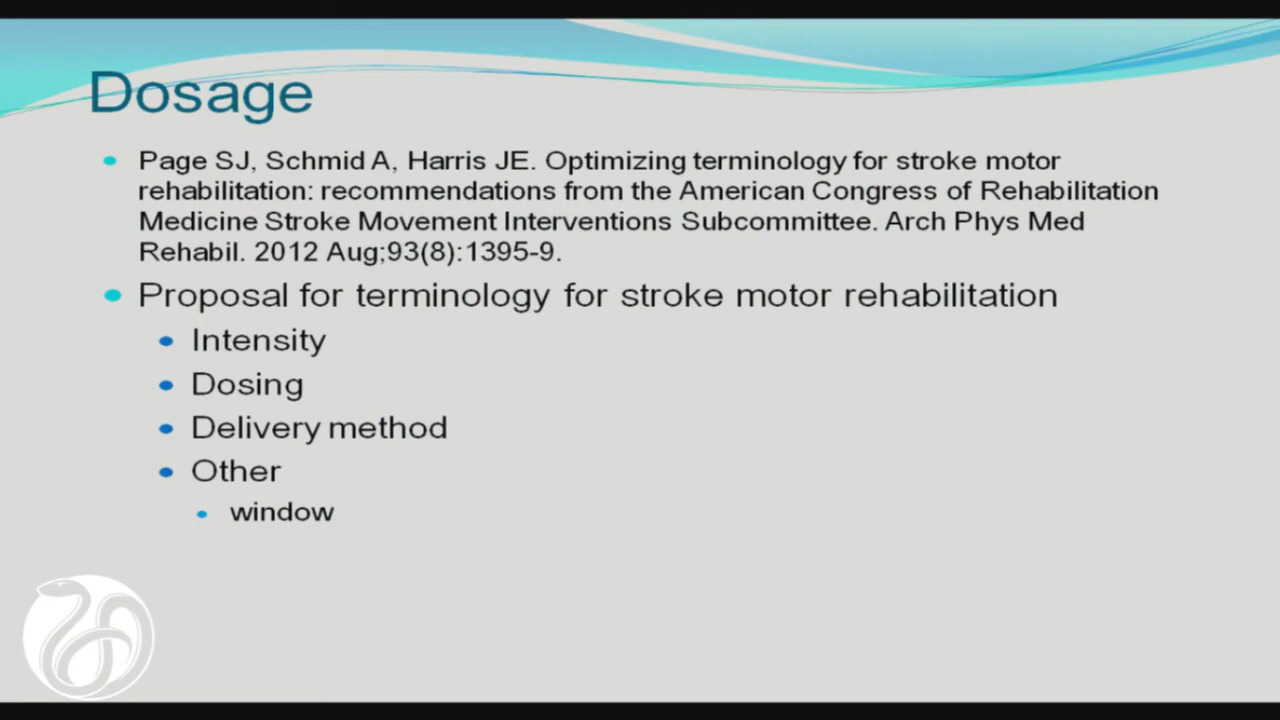 Dosage
Page SJ, Schmid A, Harris JE. Optimizing terminology for stroke motor
rehabilitation: recommendations from the American Congress of Rehabilitation
Medicine Stroke Movement Interventions Subcommittee. Arch Phys Med
Rehabil. 2012 Aug;93(8):1395-9.
Proposal for terminology for stroke motor rehabilitation
Intensity
Dosing
Delivery method
Other
window